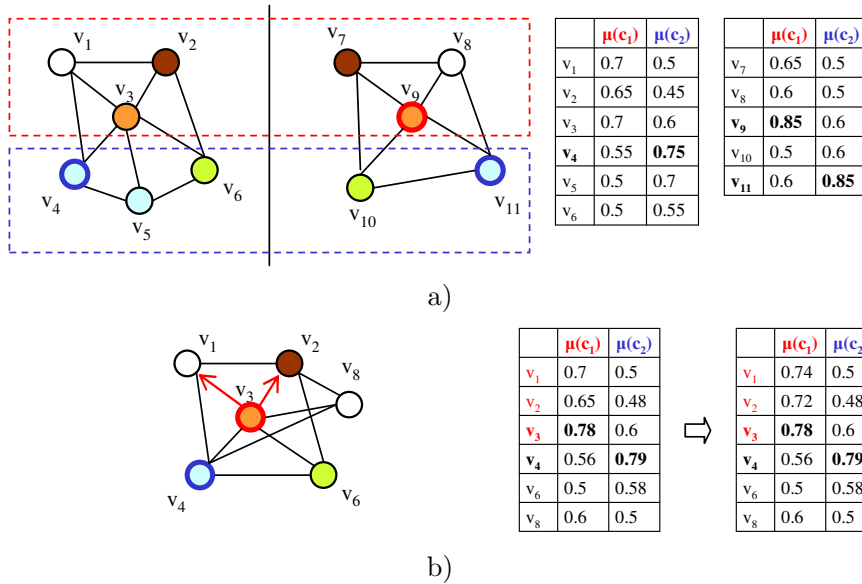 v1 v2 v3 v4 v5 v6
v7 v8 v9 v10 v11
μ(c1) μ(c2)
v1 0.7 0.5
v2 0.65 0.45
v3 0.7 0.6
v4 0.55 0.75
v5 0.5 0.7
v6 0.5 0.55
μ(c1) μ(c2)
v7 0.65 0.5
v8 0.6 0.5
v9 0.85 0.6
v10 0.5 0.6
v11 0.6 0.85
a)
v1 v2 v8 v3 v4 v6
μ(c1) μ(c2)
v1 0.7 0.5
v2 0.65 0.48
v3 0.78 0.6
v4 0.56 0.79
v6 0.5 0.58
v8 0.6 0.5
μ(c1) μ(c2)
v1 0.74 0.5
v2 0.72 0.48
v3 0.78 0.6
v4 0.56 0.79
v6 0.5 0.58
v8 0.6 0.5
b)